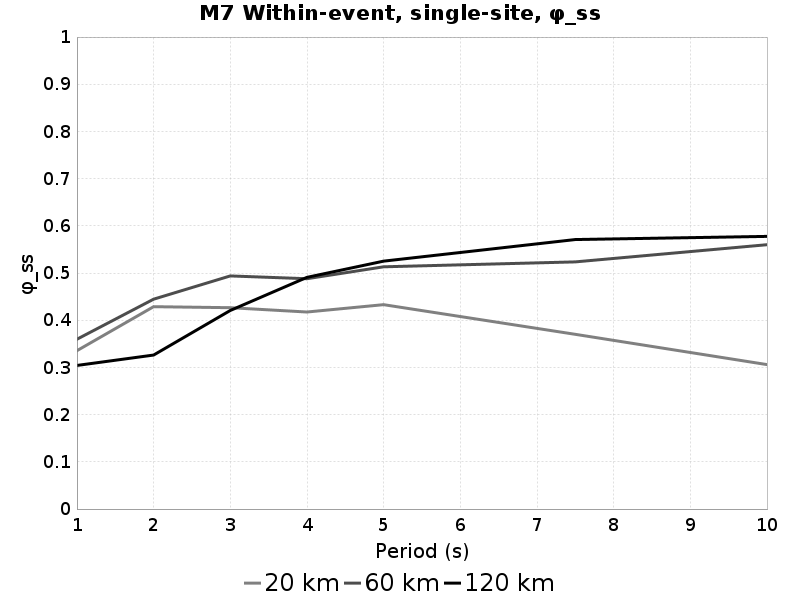 M7 Within-event, single-site, φ_ss
1
0.9
0.8
0.7
0.6
0.5
0.4
0.3
0.2
0.1
0
φ_ss
1 2 3 4 5 6 7 8 9 10
Period (s)
20 km 60 km 120 km